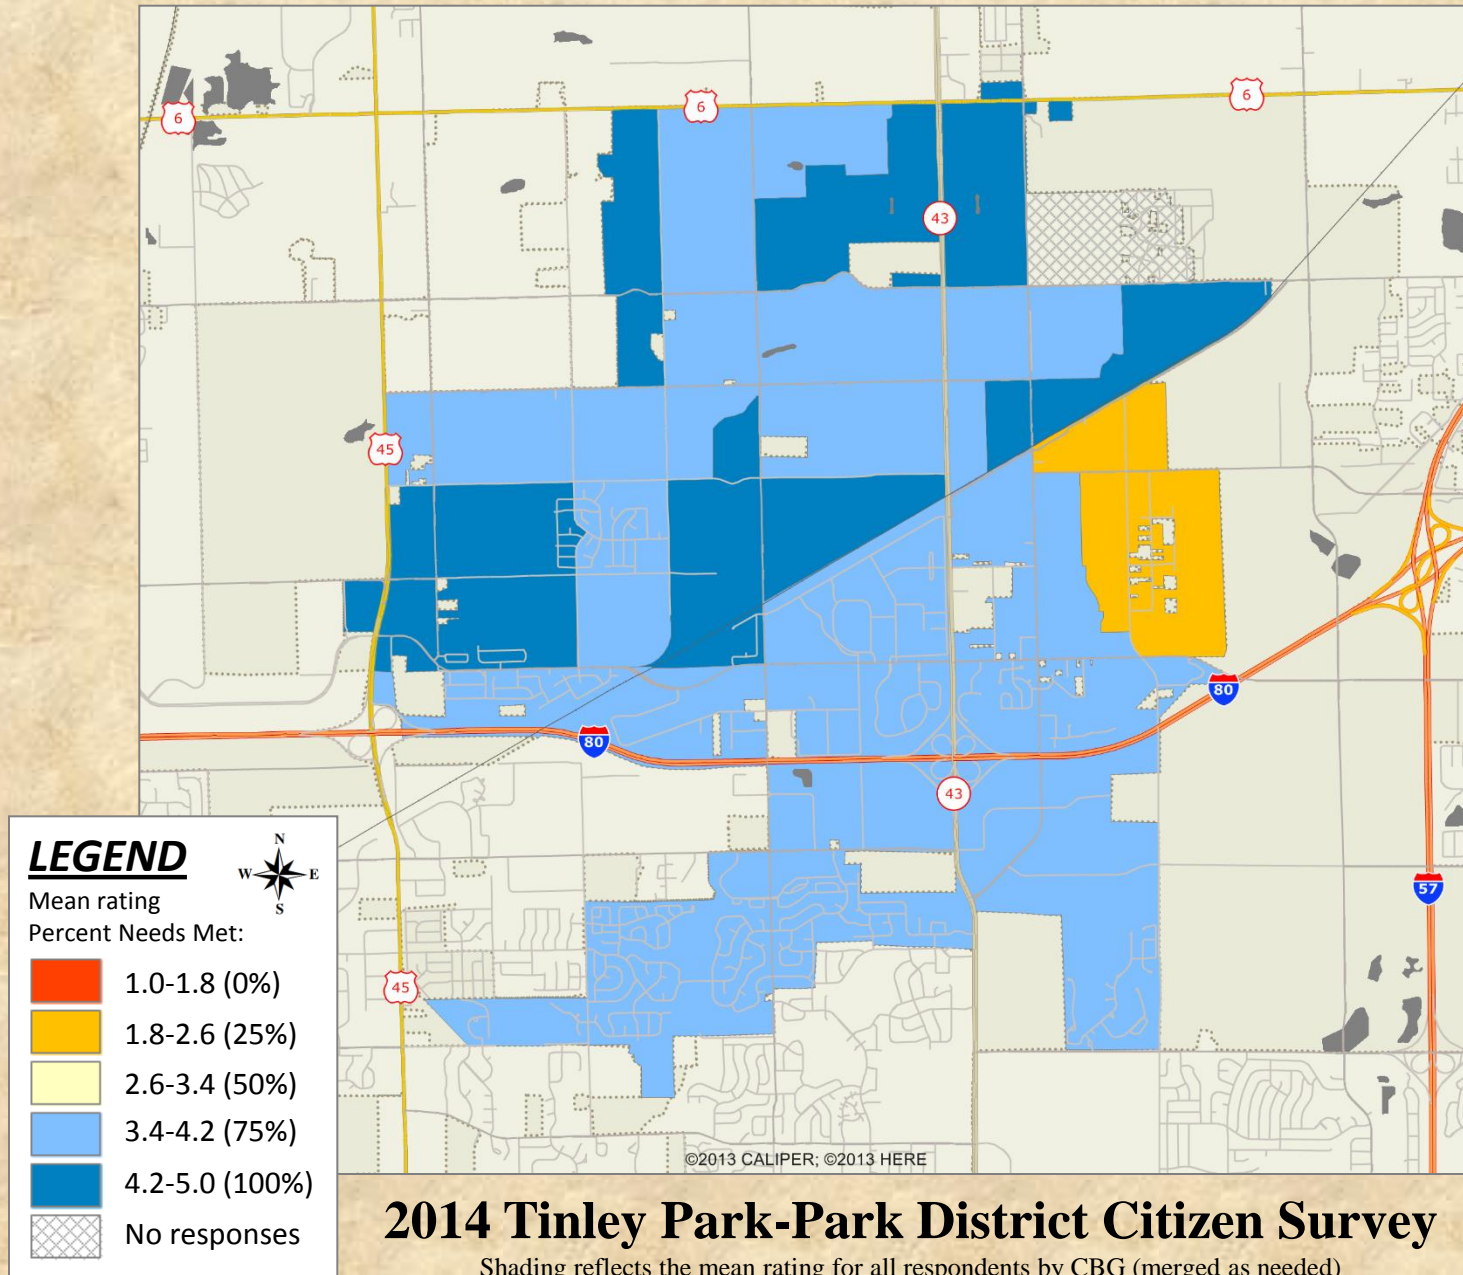 6
6
6
43
45
80
80
43
57
45
©2013 CALIPER; ©2013 HERE
LEGEND
N
W E
S
Mean rating
Percent Needs Met:
1.0-1.8 (0%)
1.8-2.6 (25%)
2.6-3.4 (50%)
3.4-4.2 (75%)
4.2-5.0 (100%)
No responses
2014 Tinley Park-Park District Citizen Survey
Shading reflects the mean rating for all respondents by CBG (merged as needed)